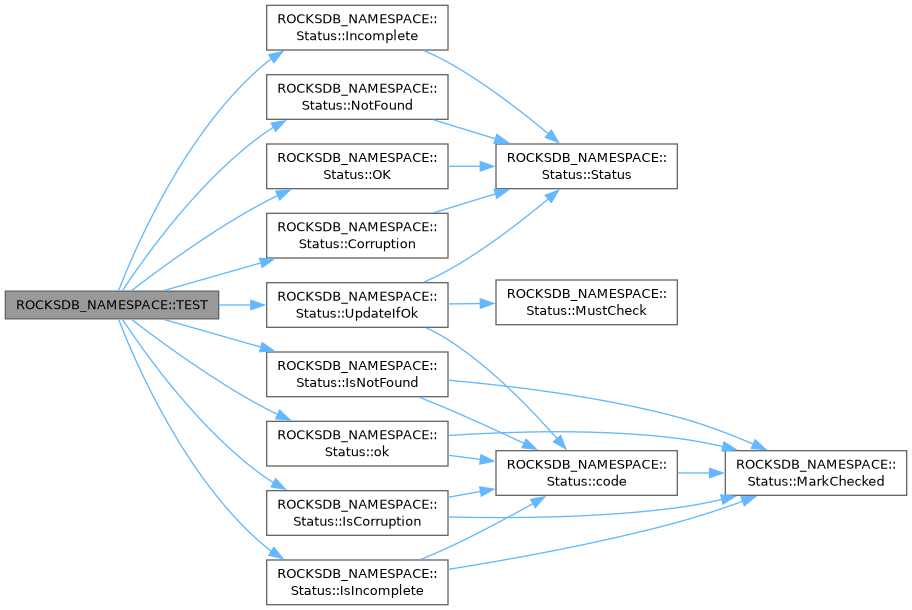 ROCKSDB_NAMESPACE::TEST
ROCKSDB_NAMESPACE::
Status::Incomplete
ROCKSDB_NAMESPACE::
Status::NotFound
ROCKSDB_NAMESPACE::
Status::OK
ROCKSDB_NAMESPACE::
Status::Corruption
ROCKSDB_NAMESPACE::
Status::UpdateIfOk
ROCKSDB_NAMESPACE::
Status::IsNotFound
ROCKSDB_NAMESPACE::
Status::ok
ROCKSDB_NAMESPACE::
Status::IsCorruption
ROCKSDB_NAMESPACE::
Status::IsIncomplete
ROCKSDB_NAMESPACE::
Status::Status
ROCKSDB_NAMESPACE::
Status::MustCheck
ROCKSDB_NAMESPACE::
Status::code
ROCKSDB_NAMESPACE::
Status::MarkChecked